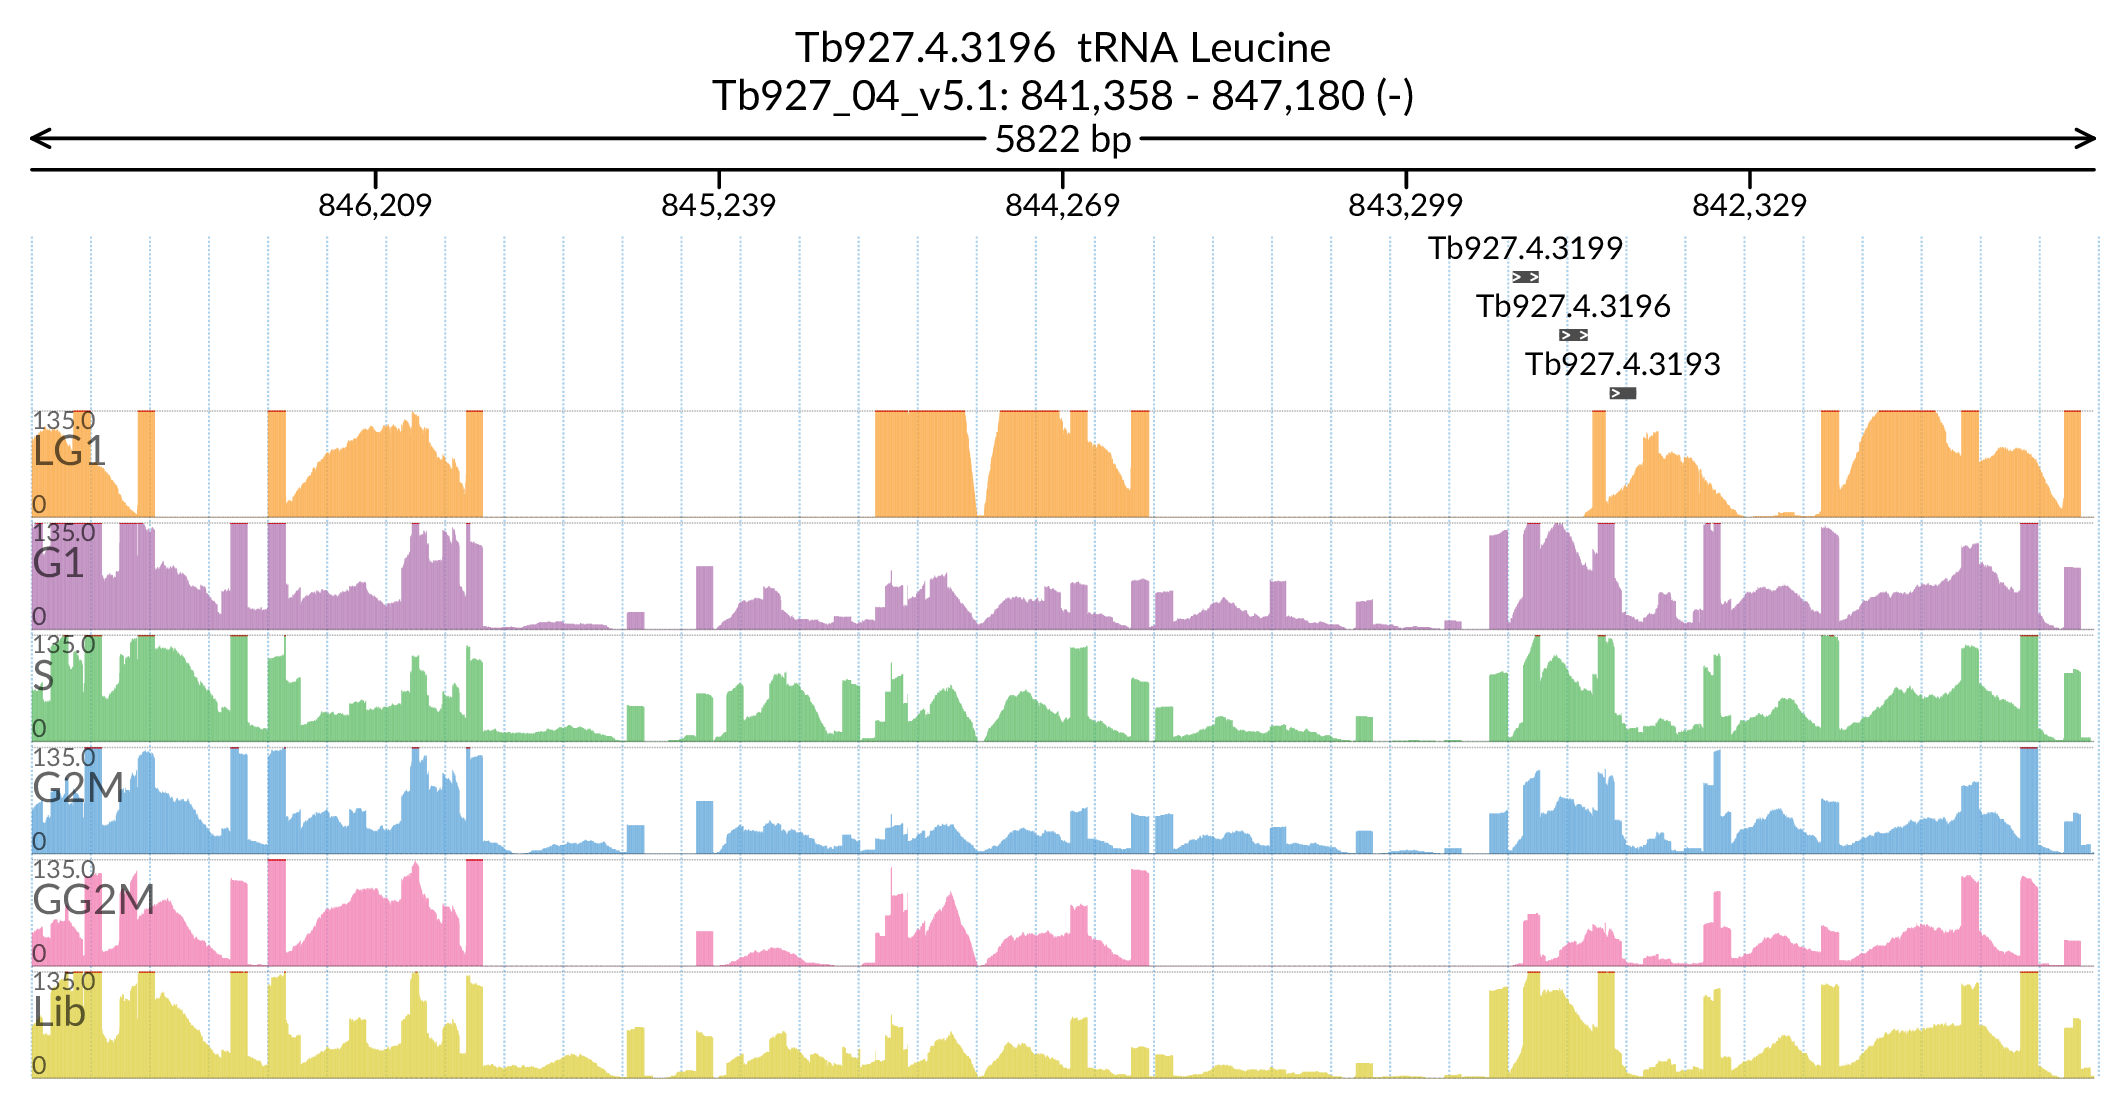 Tb927.4.3196 tRNA Leucine
Tb927_04_v5.1: 841,358 - 847,180 (-)
5822 bp
846,209 845,239 844,269 843,299 842,329
Tb927.4.3199
Tb927.4.3196
Tb927.4.3193
135.0
LG1
0
135.0
G1
0
135.0
S
0
135.0
G2M
0
135.0
GG2M
0
135.0
Lib
0